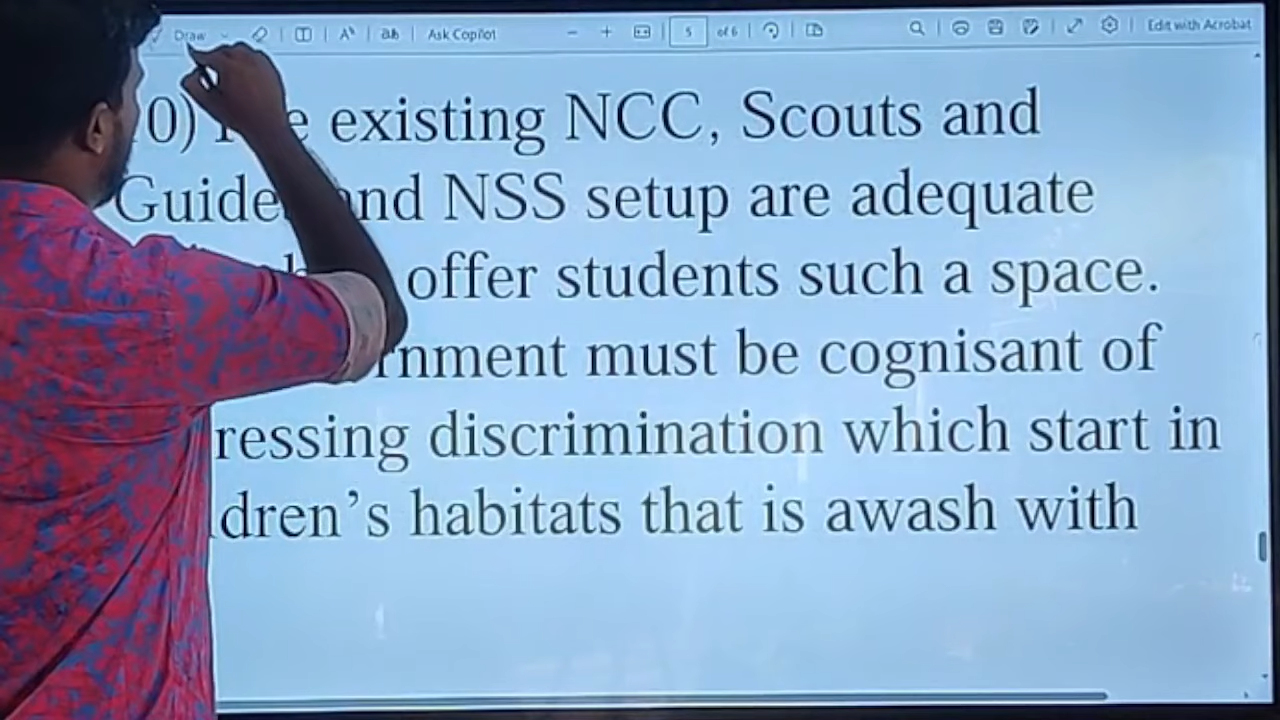 Draw Ask Copilot 5 of 6 Edit with Acrobat
0) existing NCC, Scouts and
Guide and NSS setup are adequate
offer students such a space.
rnment must be cognisant of
ressing discrimination which start in
dren's habitats that is awash with